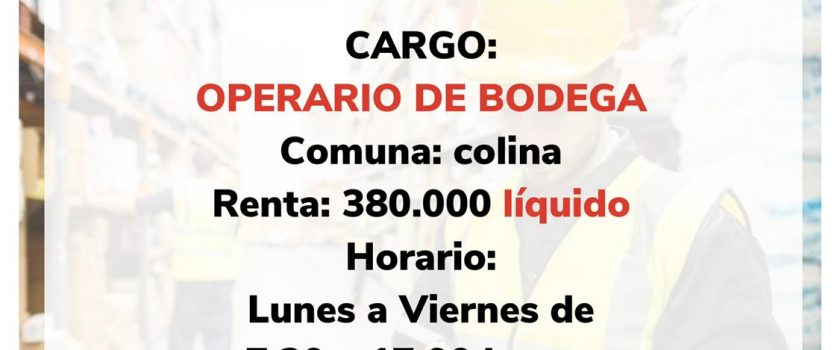 CARGO:
OPERARIO DE BODEGA
Comuna: colina
Renta: 380.000 líquido
Horario:
Lunes a Viernes de